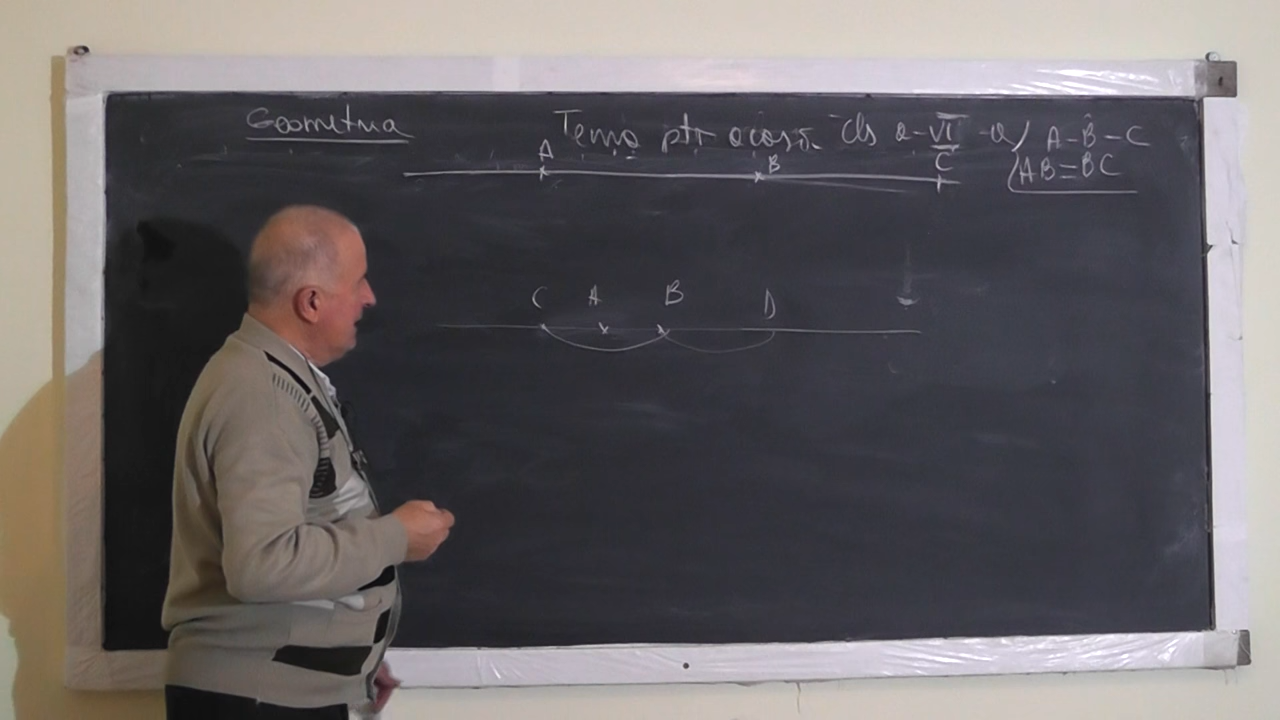 Geometria
Tema ptr acasă Cls a-VI-a
A B C
A-B-C
AB=BC
C A B D